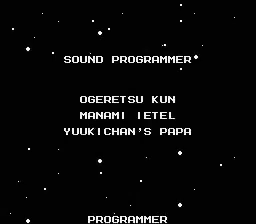 SOUND PROGRAMMER
OGERETSU KUN
MANAMI IETEL
YUUKICHAN'S PAPA
PROGRAMMER